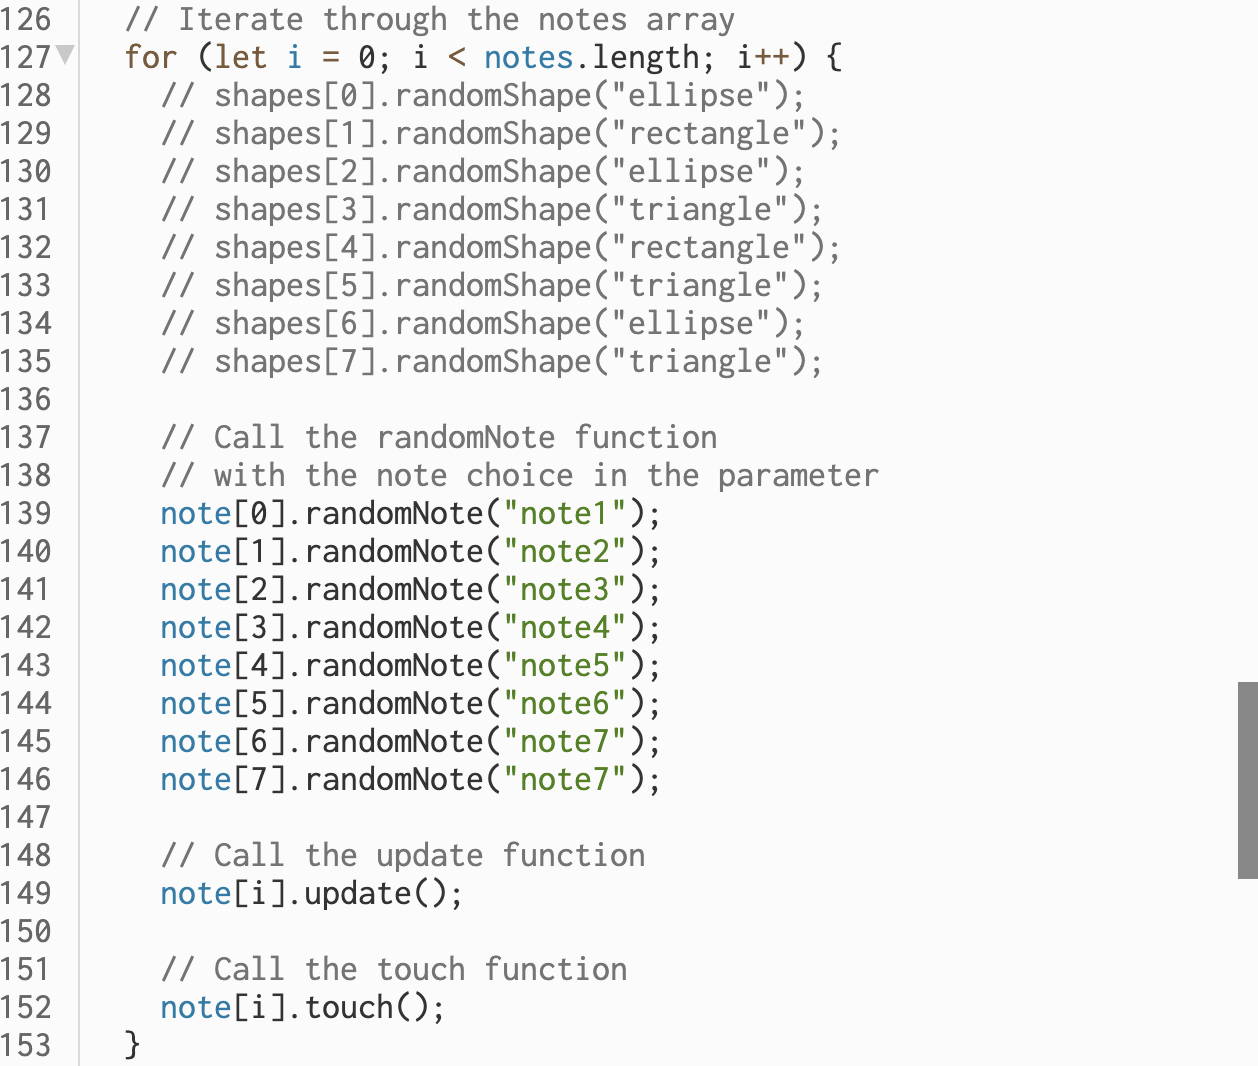 126 // Iterate through the notes array
127 for (let i = 0; i < notes.length; i++) {
128 // shapes[0].randomShape("ellipse");
129 // shapes[1].randomShape("rectangle");
130 // shapes[2].randomShape("ellipse");
131 // shapes[3].randomShape("triangle");
132 // shapes[4].randomShape("rectangle");
133 // shapes[5].randomShape("triangle");
134 // shapes[6].randomShape("ellipse");
135 // shapes[7].randomShape("triangle");
136
137 // Call the randomNote function
138 // with the note choice in the parameter
139 note[0].randomNote("note1");
140 note[1].randomNote("note2");
141 note[2].randomNote("note3");
142 note[3].randomNote("note4");
143 note[4].randomNote("note5");
144 note[5].randomNote("note6");
145 note[6].randomNote("note7");
146 note[7].randomNote("note7");
147
148 // Call the update function
149 note[i].update();
150
151 // Call the touch function
152 note[i].touch();
153 }